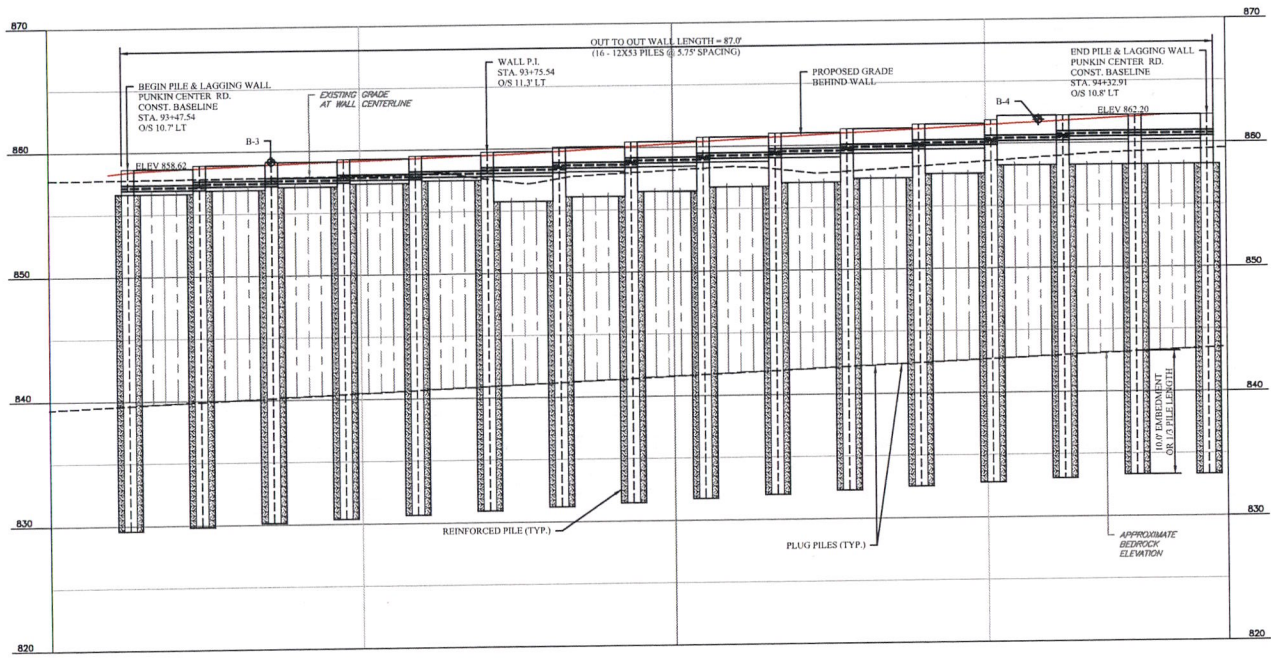 870
870
OUT TO OUT WALL LENGTH = 87.0'
(16 - 12X53 PILES @ 5.75' SPACING)
BEGIN PILE & LAGGING WALL
PUNKIN CENTER RD.
CONST. BASELINE
STA. 93+47.54
O/S 10.7' LT
EXISTING GRADE
AT WALL CENTERLINE
WALL P.I.
STA. 93+75.54
O/S 11.3' LT
PROPOSED GRADE
BEHIND WALL
END PILE & LAGGING WALL
PUNKIN CENTER RD.
CONST. BASELINE
STA. 94+32.91
O/S 10.8' LT
B-4
ELEV 862.20
B-3
860
ELEV 858.62
860
850
850
840
840
10.0' EMBEDMENT
OR 1/3 PILE LENGTH
830
830
REINFORCED PILE (TYP.)
PLUG PILES (TYP.)
APPROXIMATE
BEDROCK
ELEVATION
820
820